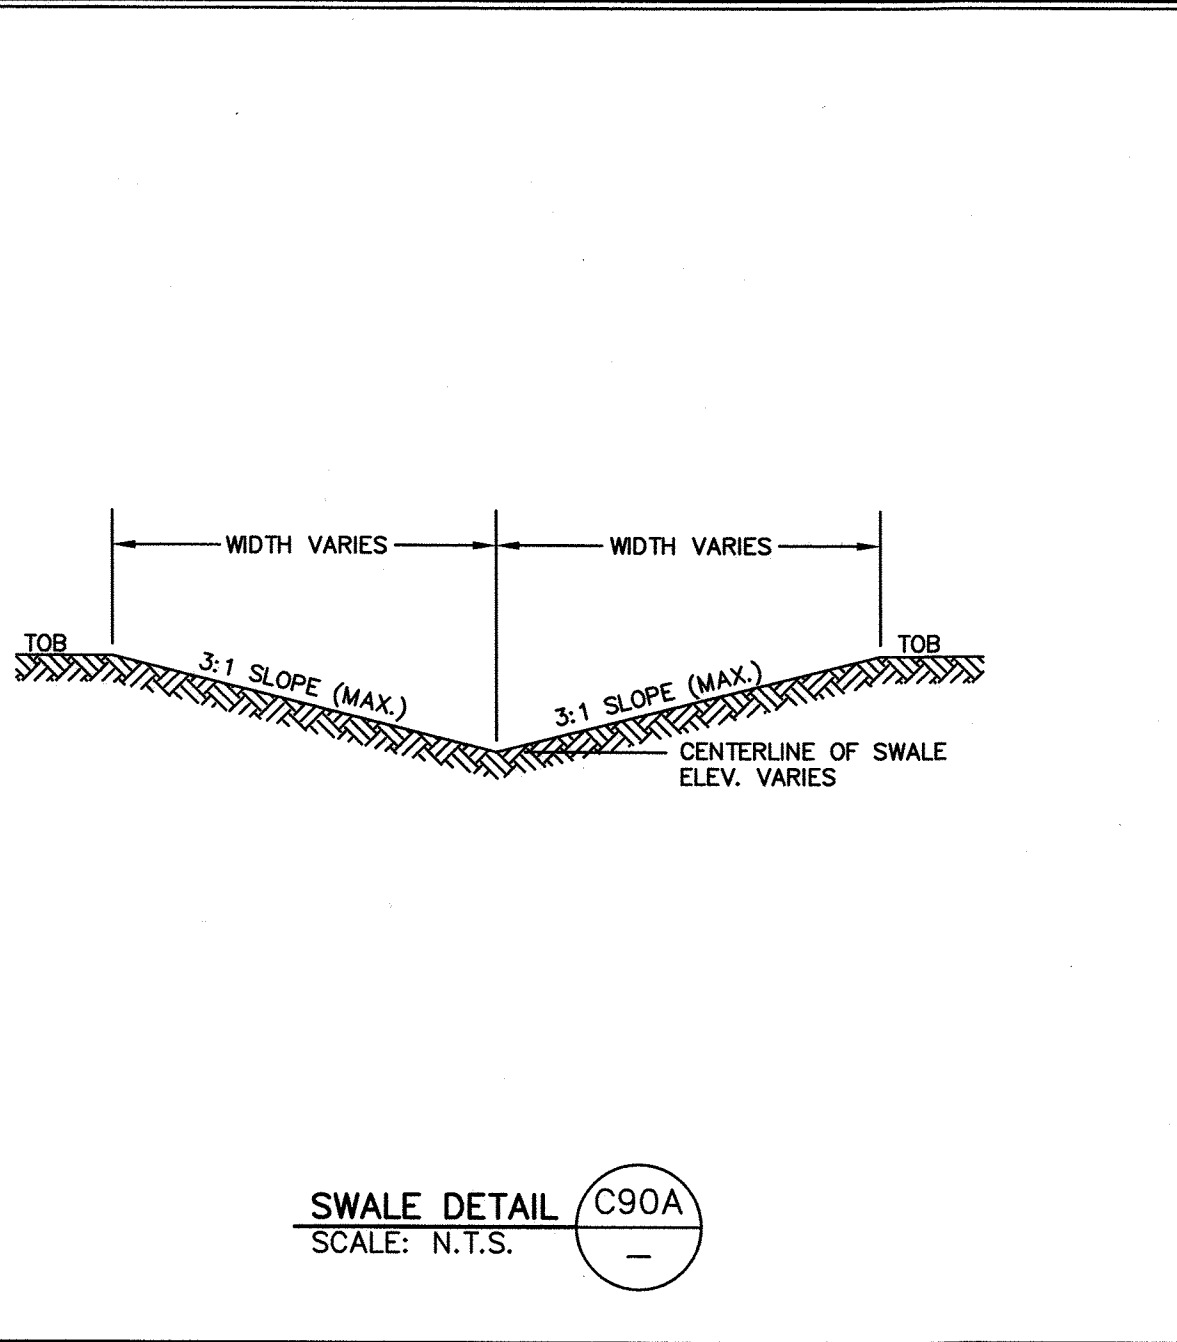 WIDTH VARIES
WIDTH VARIES
TOB
TOB
3:1 SLOPE (MAX.)
3:1 SLOPE (MAX.)
CENTERLINE OF SWALE
ELEV. VARIES
SWALE DETAIL
C90A
SCALE: N.T.S.
–